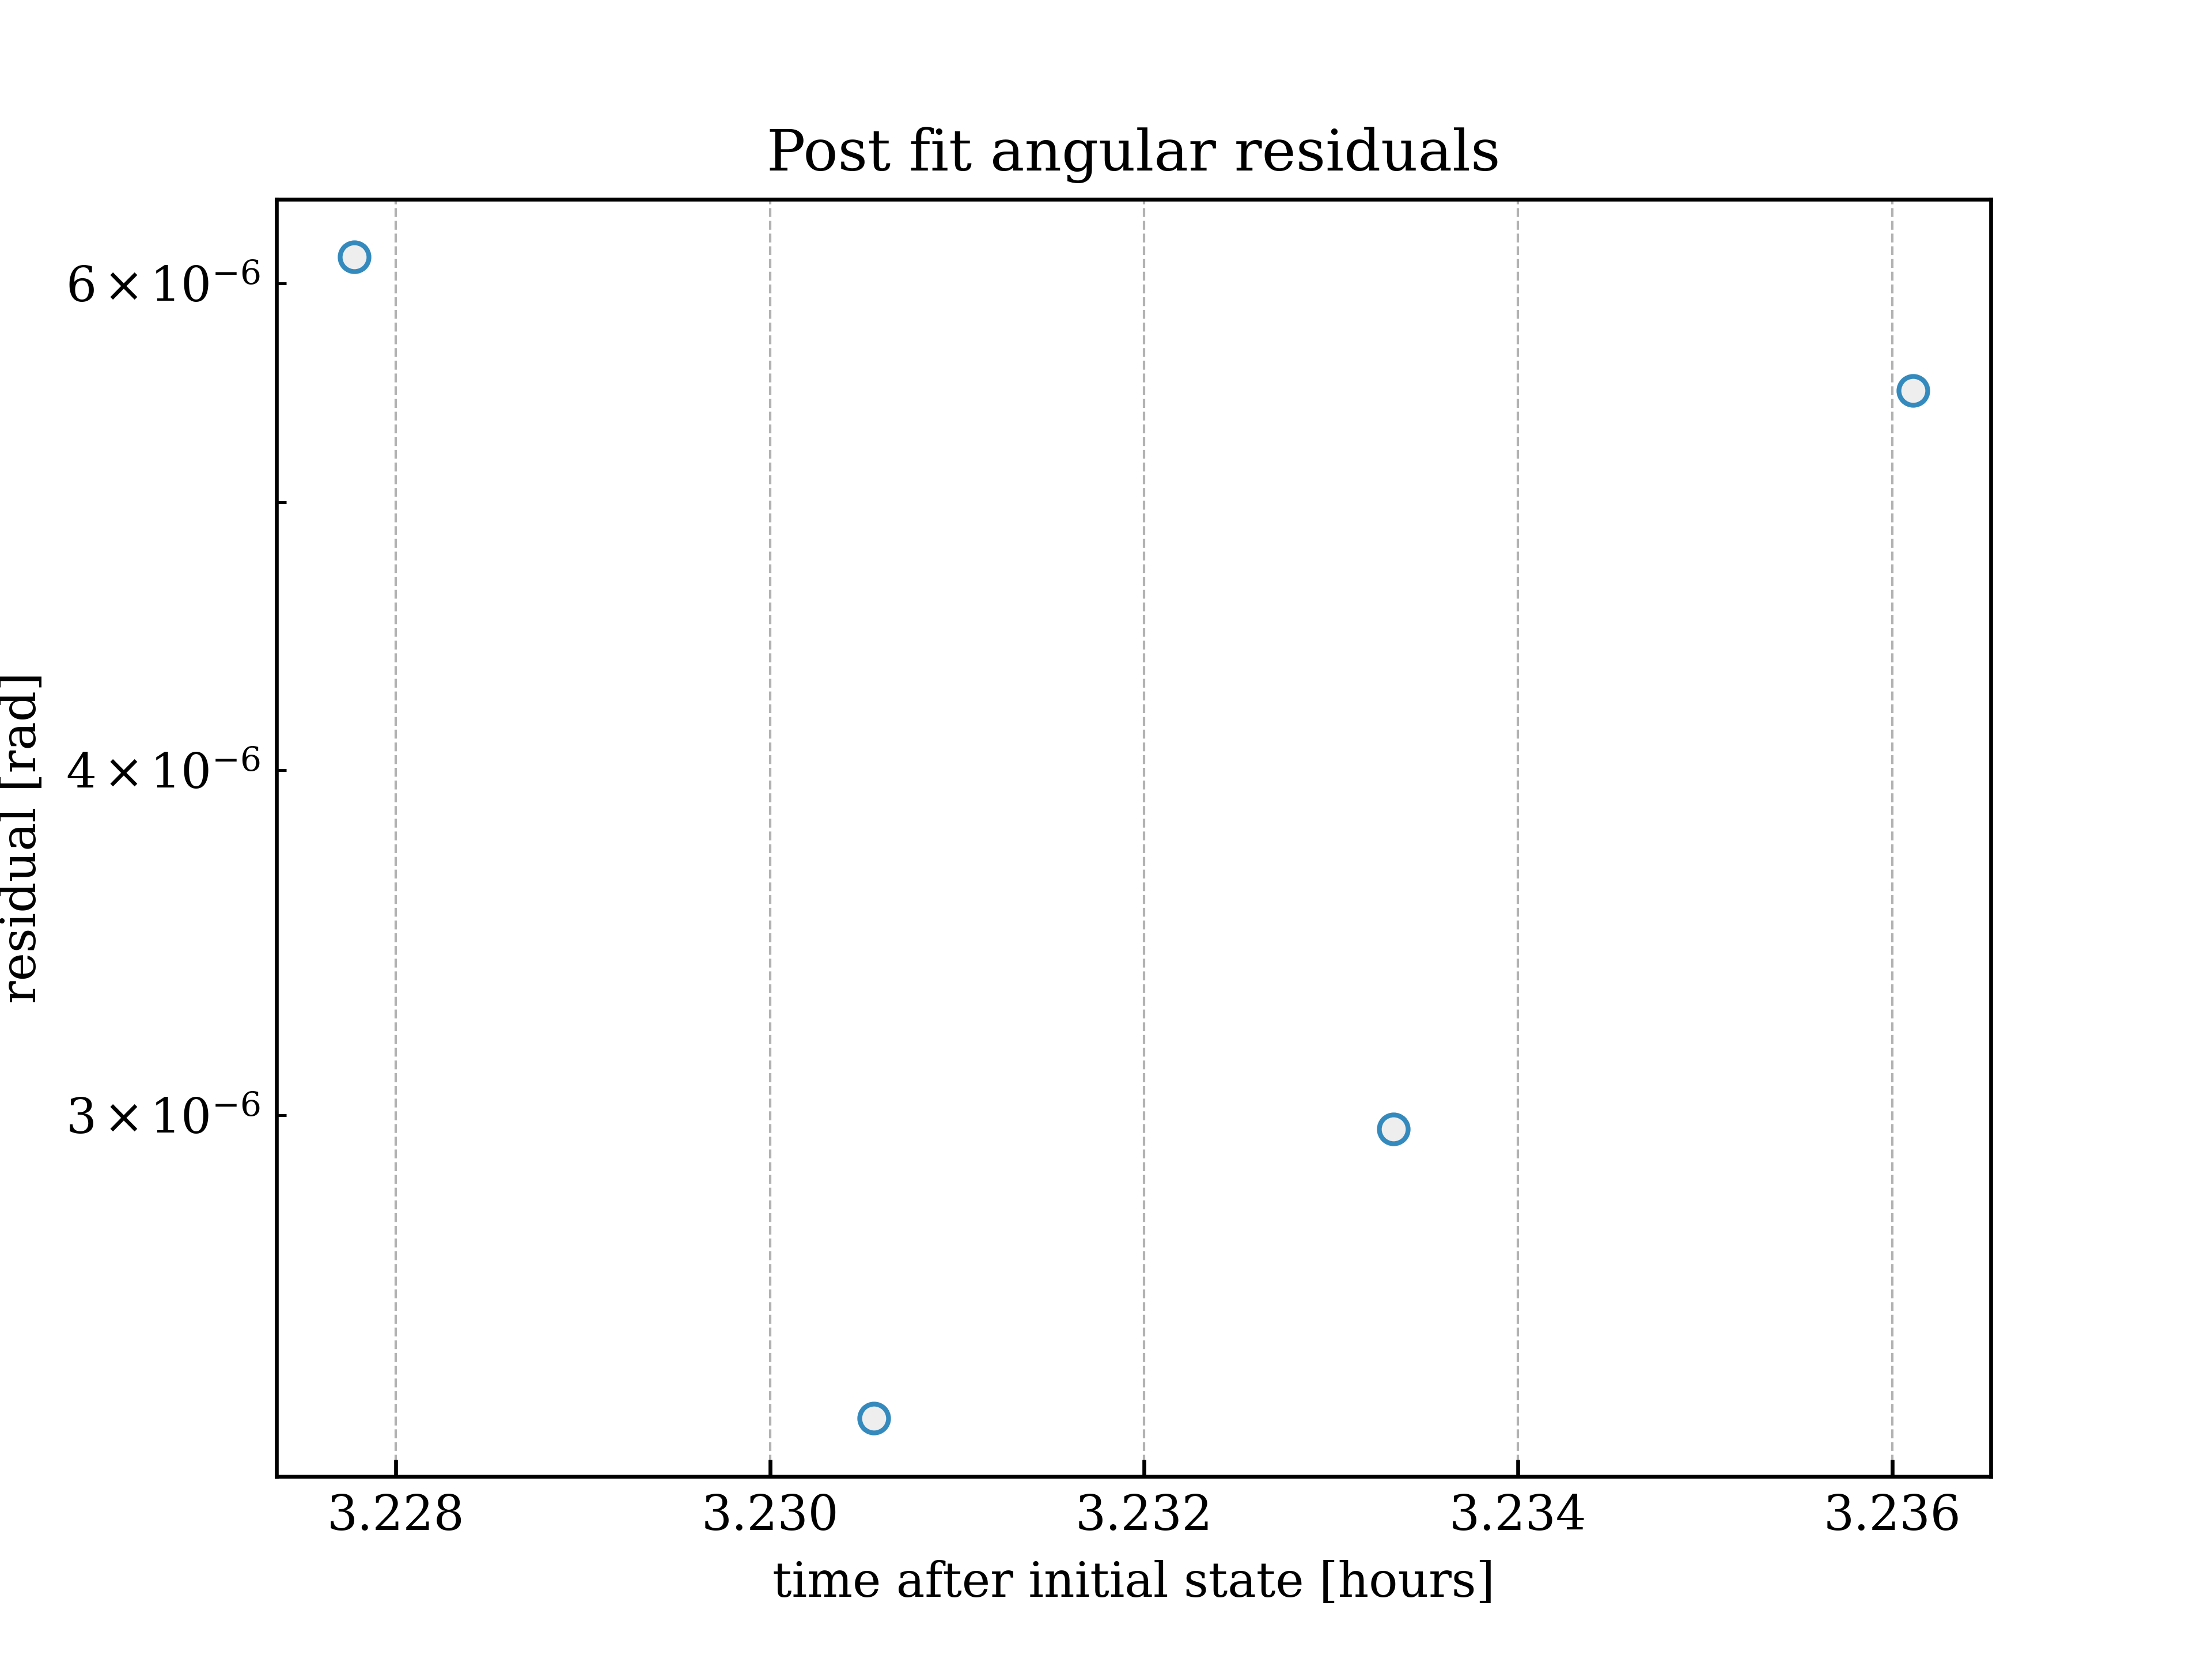 Post fit angular residuals
6×10⁻⁶
4×10⁻⁶
3×10⁻⁶
residual [rad]
3.228 3.230 3.232 3.234 3.236
time after initial state [hours]